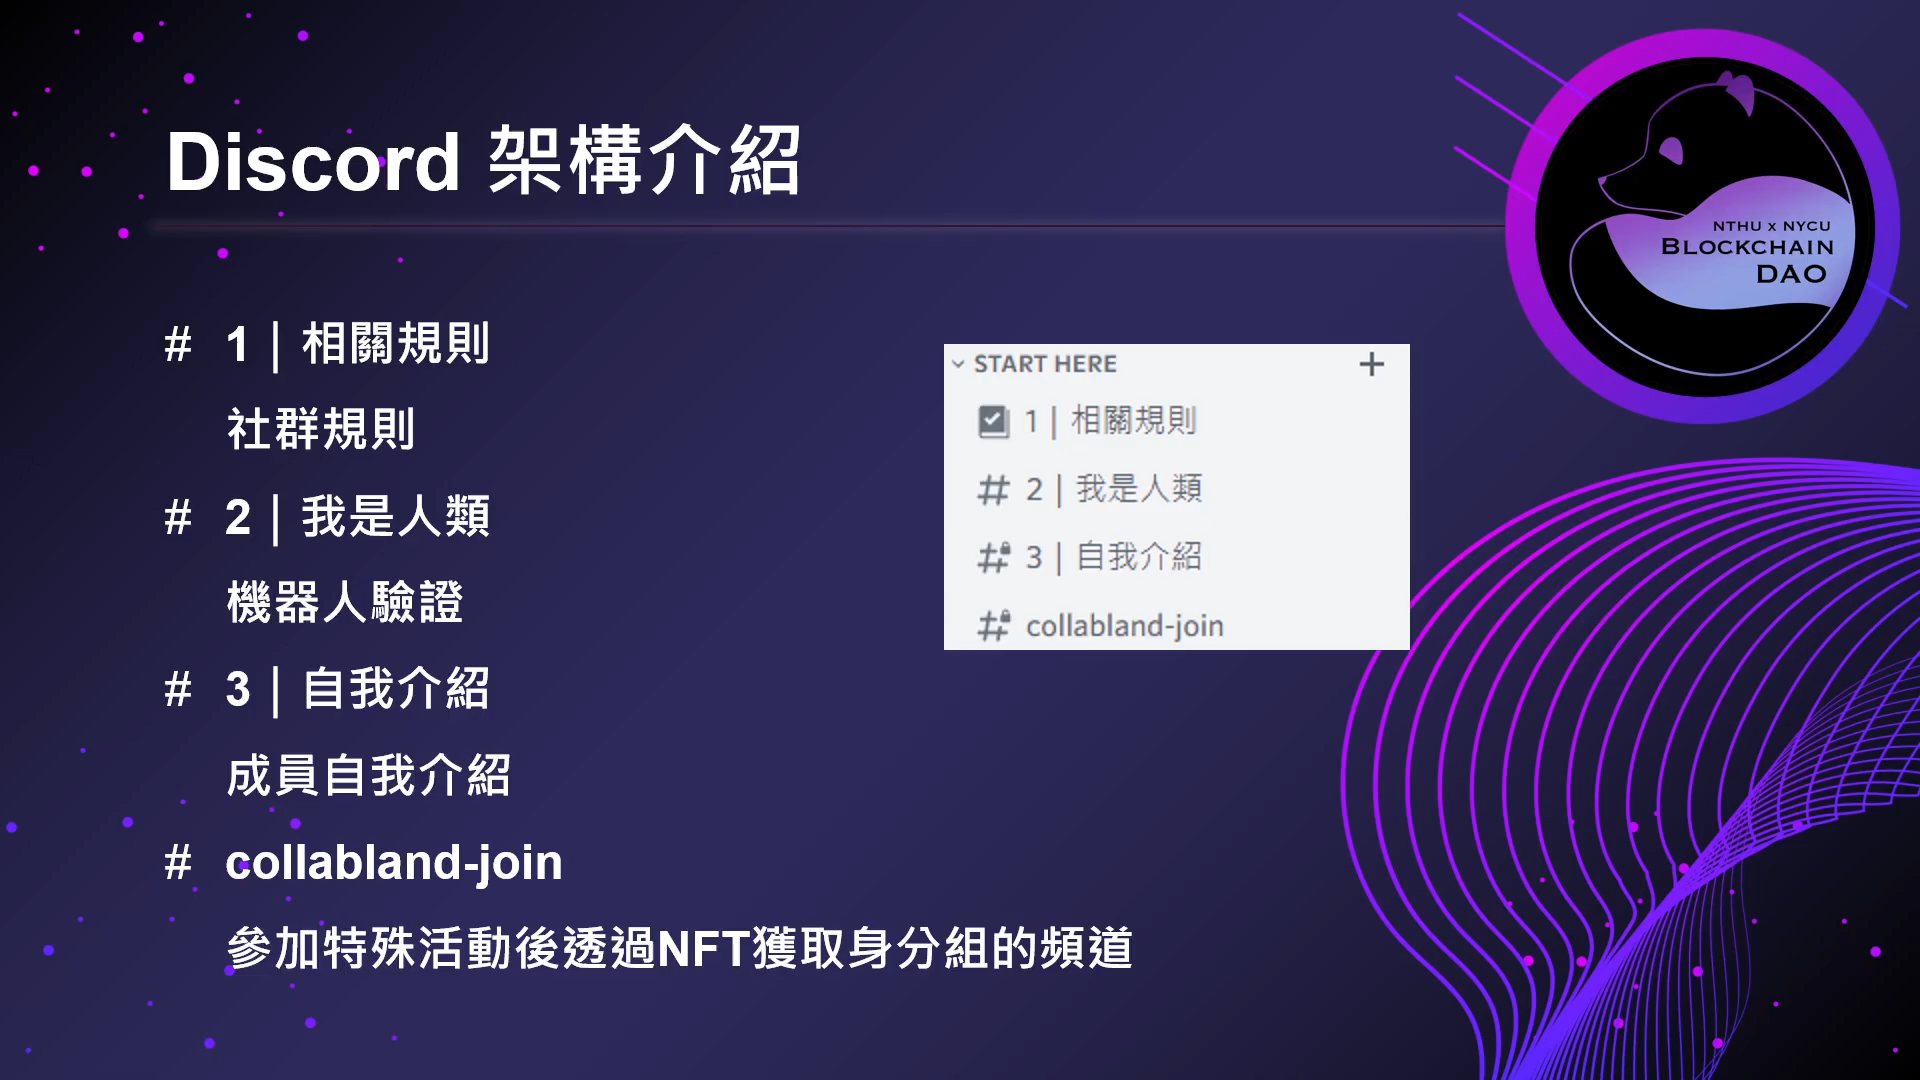 Discord 架構介紹
NTHU x NYCU
BLOCKCHAIN
DAO
# 1 | 相關規則
社群規則
# 2 | 我是人類
機器人驗證
# 3 | 自我介紹
成員自我介紹
# collabland-join
參加特殊活動後透過NFT獲取身分組的頻道
START HERE +
1 | 相關規則
# 2 | 我是人類
# 3 | 自我介紹
# collabland-join